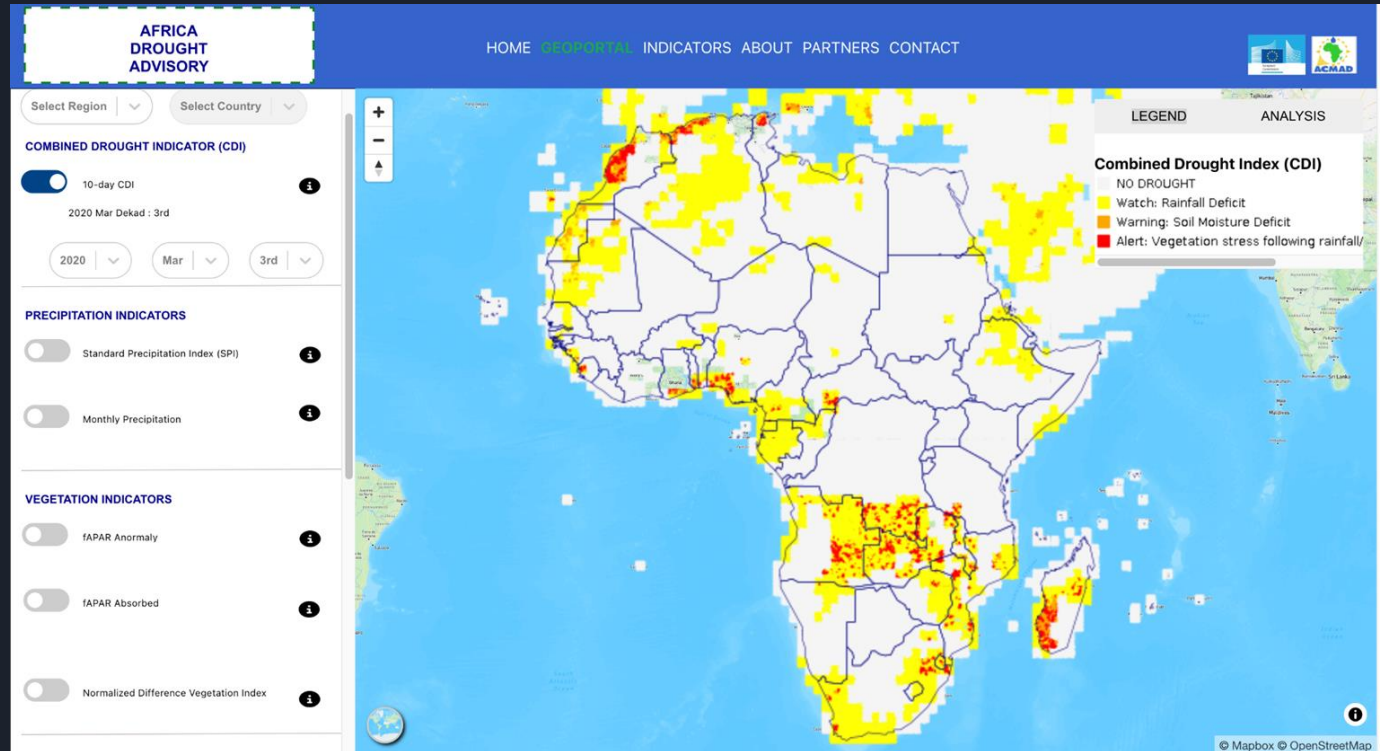 AFRICA
DROUGHT
ADVISORY
HOME GEOPORTAL INDICATORS ABOUT PARTNERS CONTACT
ACMAD
Select Region
Select Country
COMBINED DROUGHT INDICATOR (CDI)
10-day CDI
2020 Mar Dekad : 3rd
2020
Mar
3rd
PRECIPITATION INDICATORS
Standard Precipitation Index (SPI)
Monthly Precipitation
VEGETATION INDICATORS
fAPAR Anormaly
fAPAR Absorbed
Normalized Difference Vegetation Index
LEGEND
ANALYSIS
Combined Drought Index (CDI)
NO DROUGHT
Watch: Rainfall Deficit
Warning: Soil Moisture Deficit
Alert: Vegetation stress following rainfall/
© Mapbox © OpenStreetMap